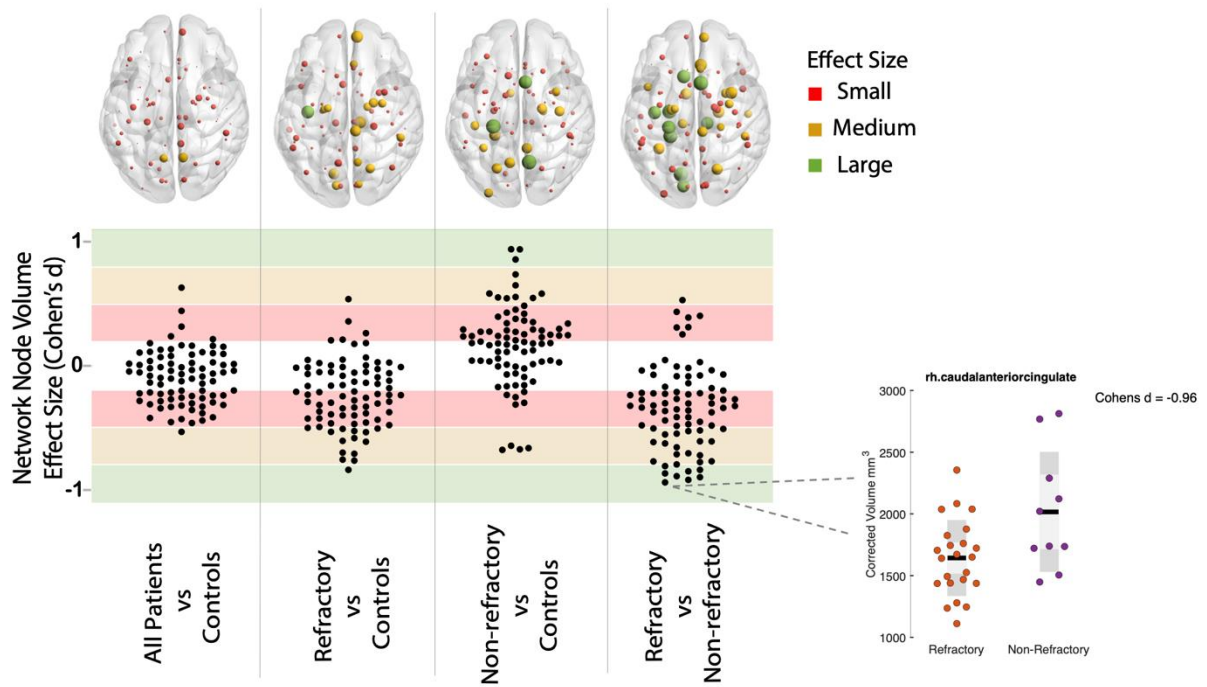 Effect Size
Small
Medium
Large
Network Node Volume
Effect Size (Cohen's d)
1
0
-1
All Patients
vs
Controls
Refractory
vs
Controls
Non-refractory
vs
Controls
Refractory
vs
Non-refractory
rh.caudalanteriorcingulate
Cohens d = -0.96
Corrected Volume mm³
3000
2500
2000
1500
1000
Refractory
Non-Refractory